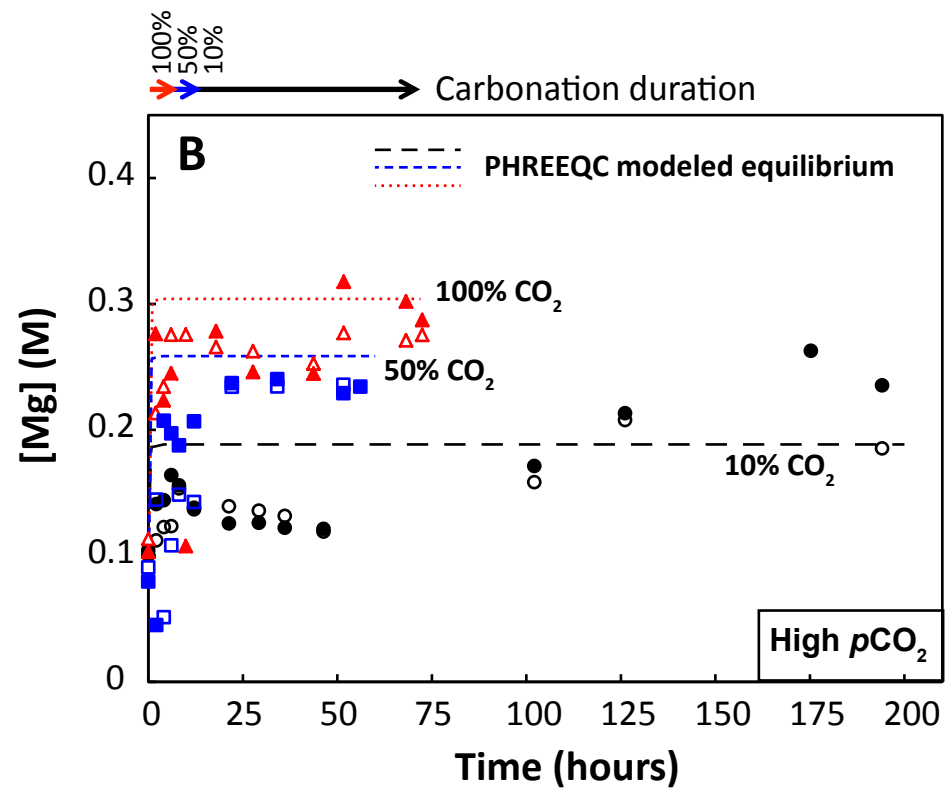 100%
50%
10%
Carbonation duration
B
PHREEQC modeled equilibrium
0.4
0.3
0.2
0.1
0
[Mg] (M)
100% CO₂
50% CO₂
10% CO₂
High pCO₂
0 25 50 75 100 125 150 175 200
Time (hours)